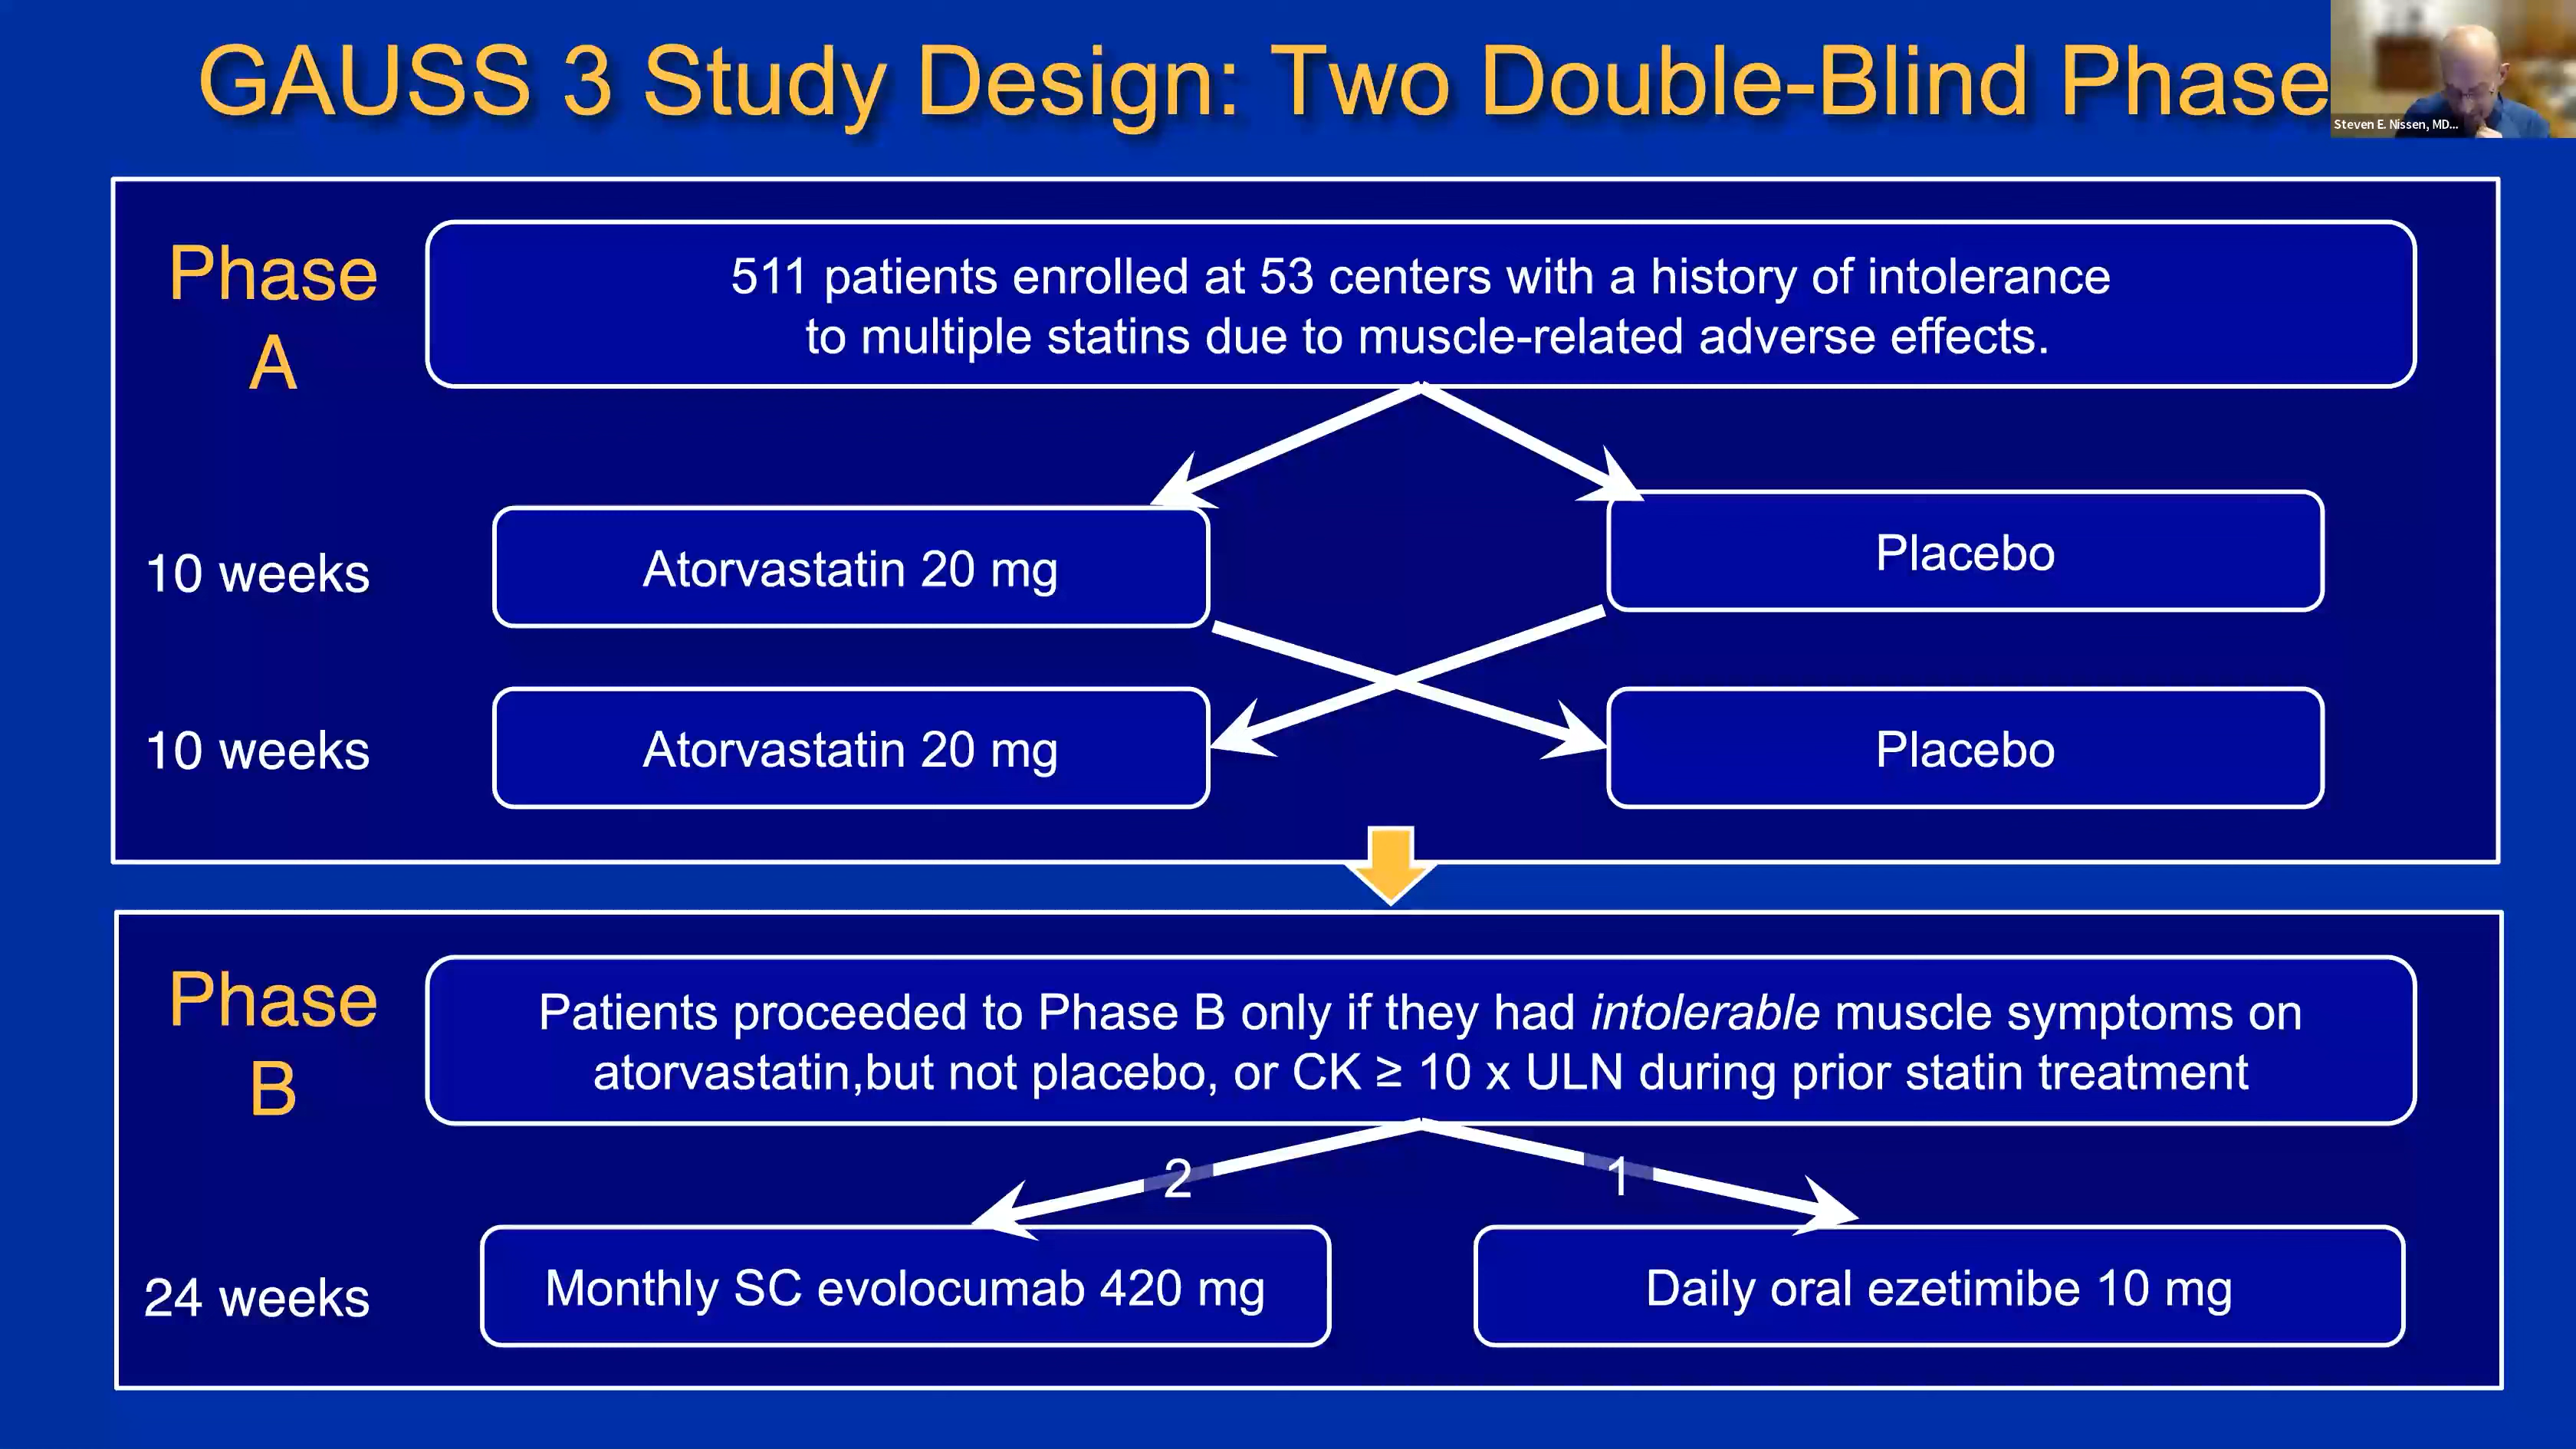 GAUSS 3 Study Design: Two Double-Blind Phase
Steven E. Nissen, MD...
Phase
A
511 patients enrolled at 53 centers with a history of intolerance
to multiple statins due to muscle-related adverse effects.
10 weeks
Atorvastatin 20 mg
Placebo
10 weeks
Atorvastatin 20 mg
Placebo
Phase
B
Patients proceeded to Phase B only if they had intolerable muscle symptoms on
atorvastatin,but not placebo, or CK ≥ 10 x ULN during prior statin treatment
2
1
24 weeks
Monthly SC evolocumab 420 mg
Daily oral ezetimibe 10 mg